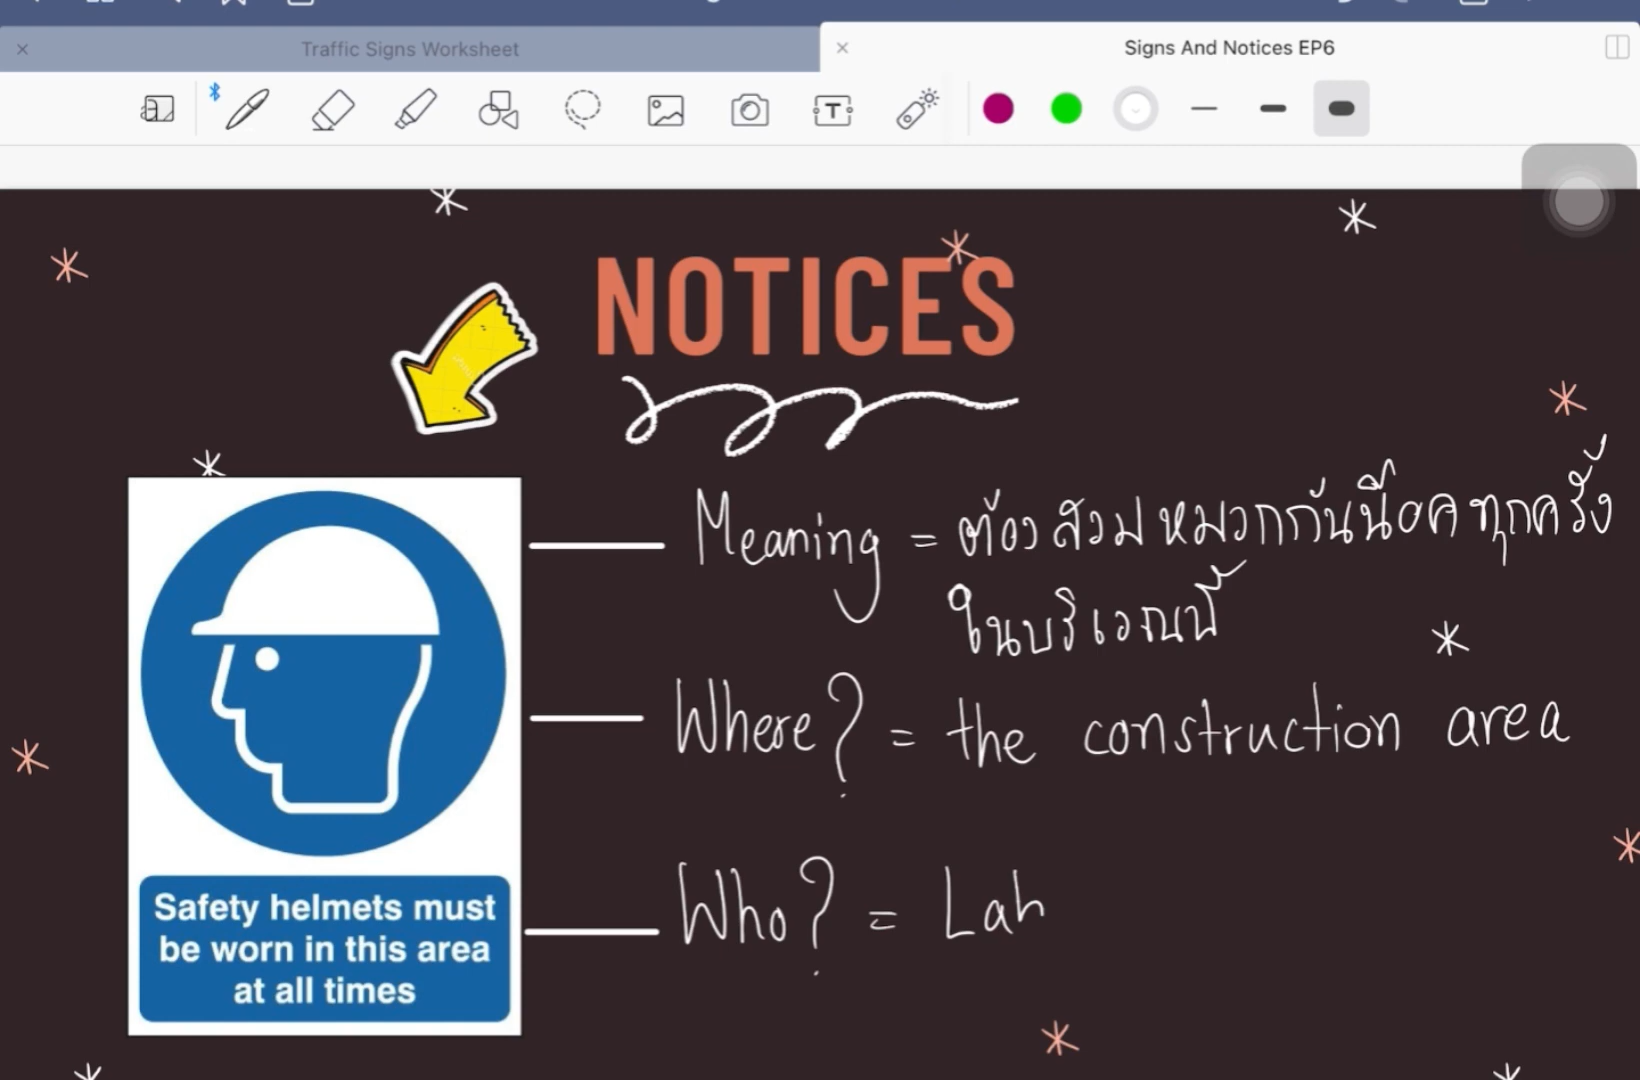 Traffic Signs Worksheet
Signs And Notices EP6
NOTICES
Meaning = ต้องสวมหมวกกันน็อคทุกครั้ง
ในบริเวณนี้
Where? = the construction area
Who? = Lah
Safety helmets must
be worn in this area
at all times